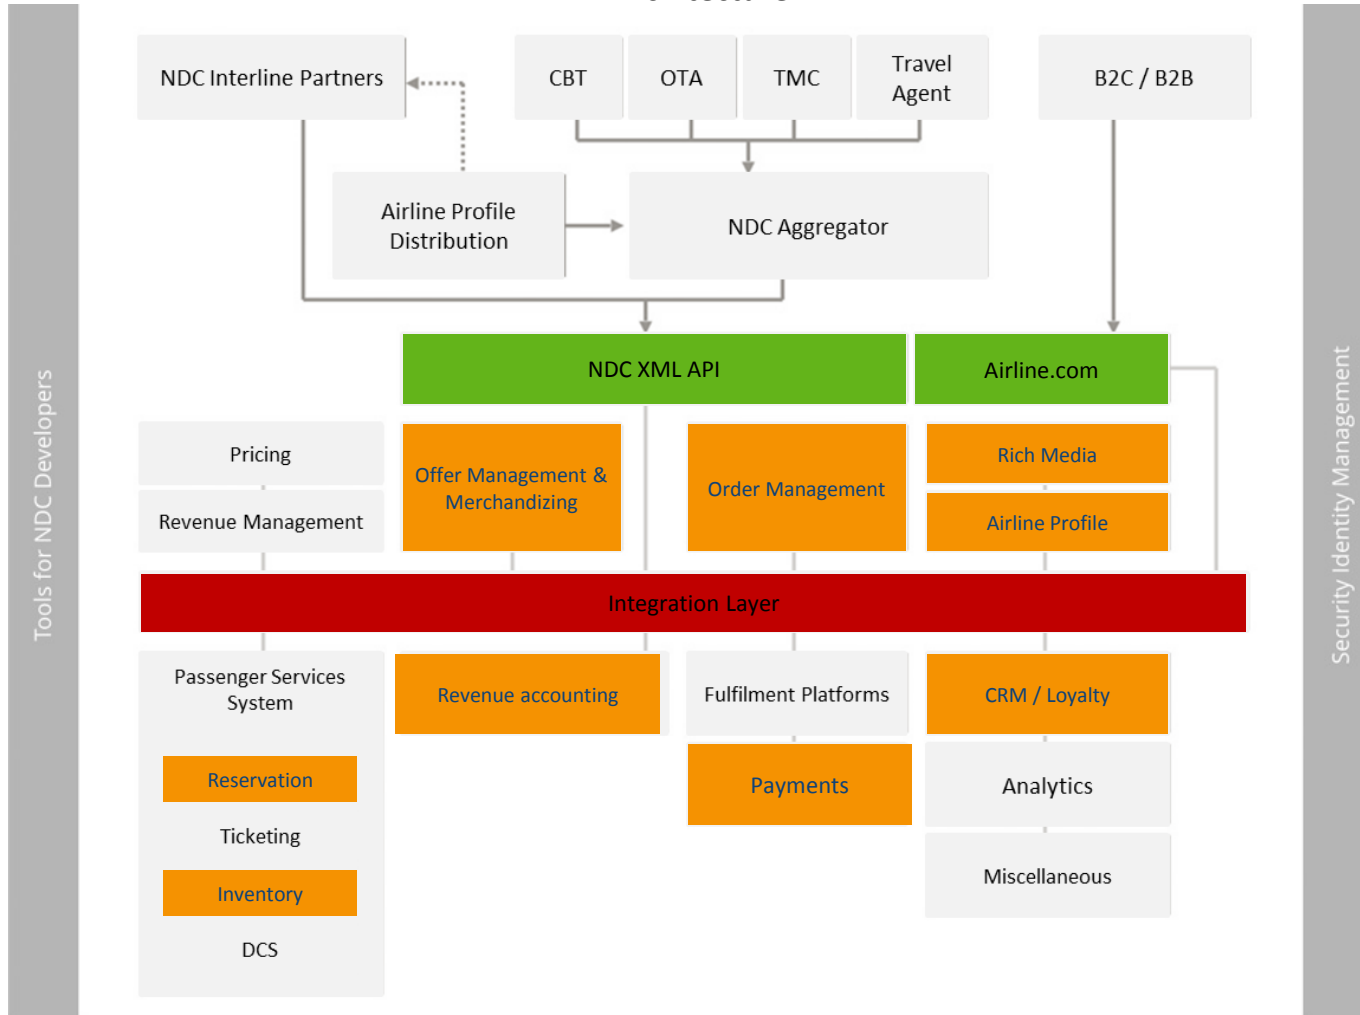 NDC Interline Partners
CBT
OTA
TMC
Travel
Agent
B2C / B2B
Airline Profile
Distribution
NDC Aggregator
NDC XML API
Airline.com
Pricing
Revenue Management
Offer Management &
Merchandizing
Order Management
Rich Media
Airline Profile
Integration Layer
Passenger Services
System
Reservation
Ticketing
Inventory
DCS
Revenue accounting
Fulfilment Platforms
Payments
CRM / Loyalty
Analytics
Miscellaneous
Tools for NDC Developers
Security Identity Management